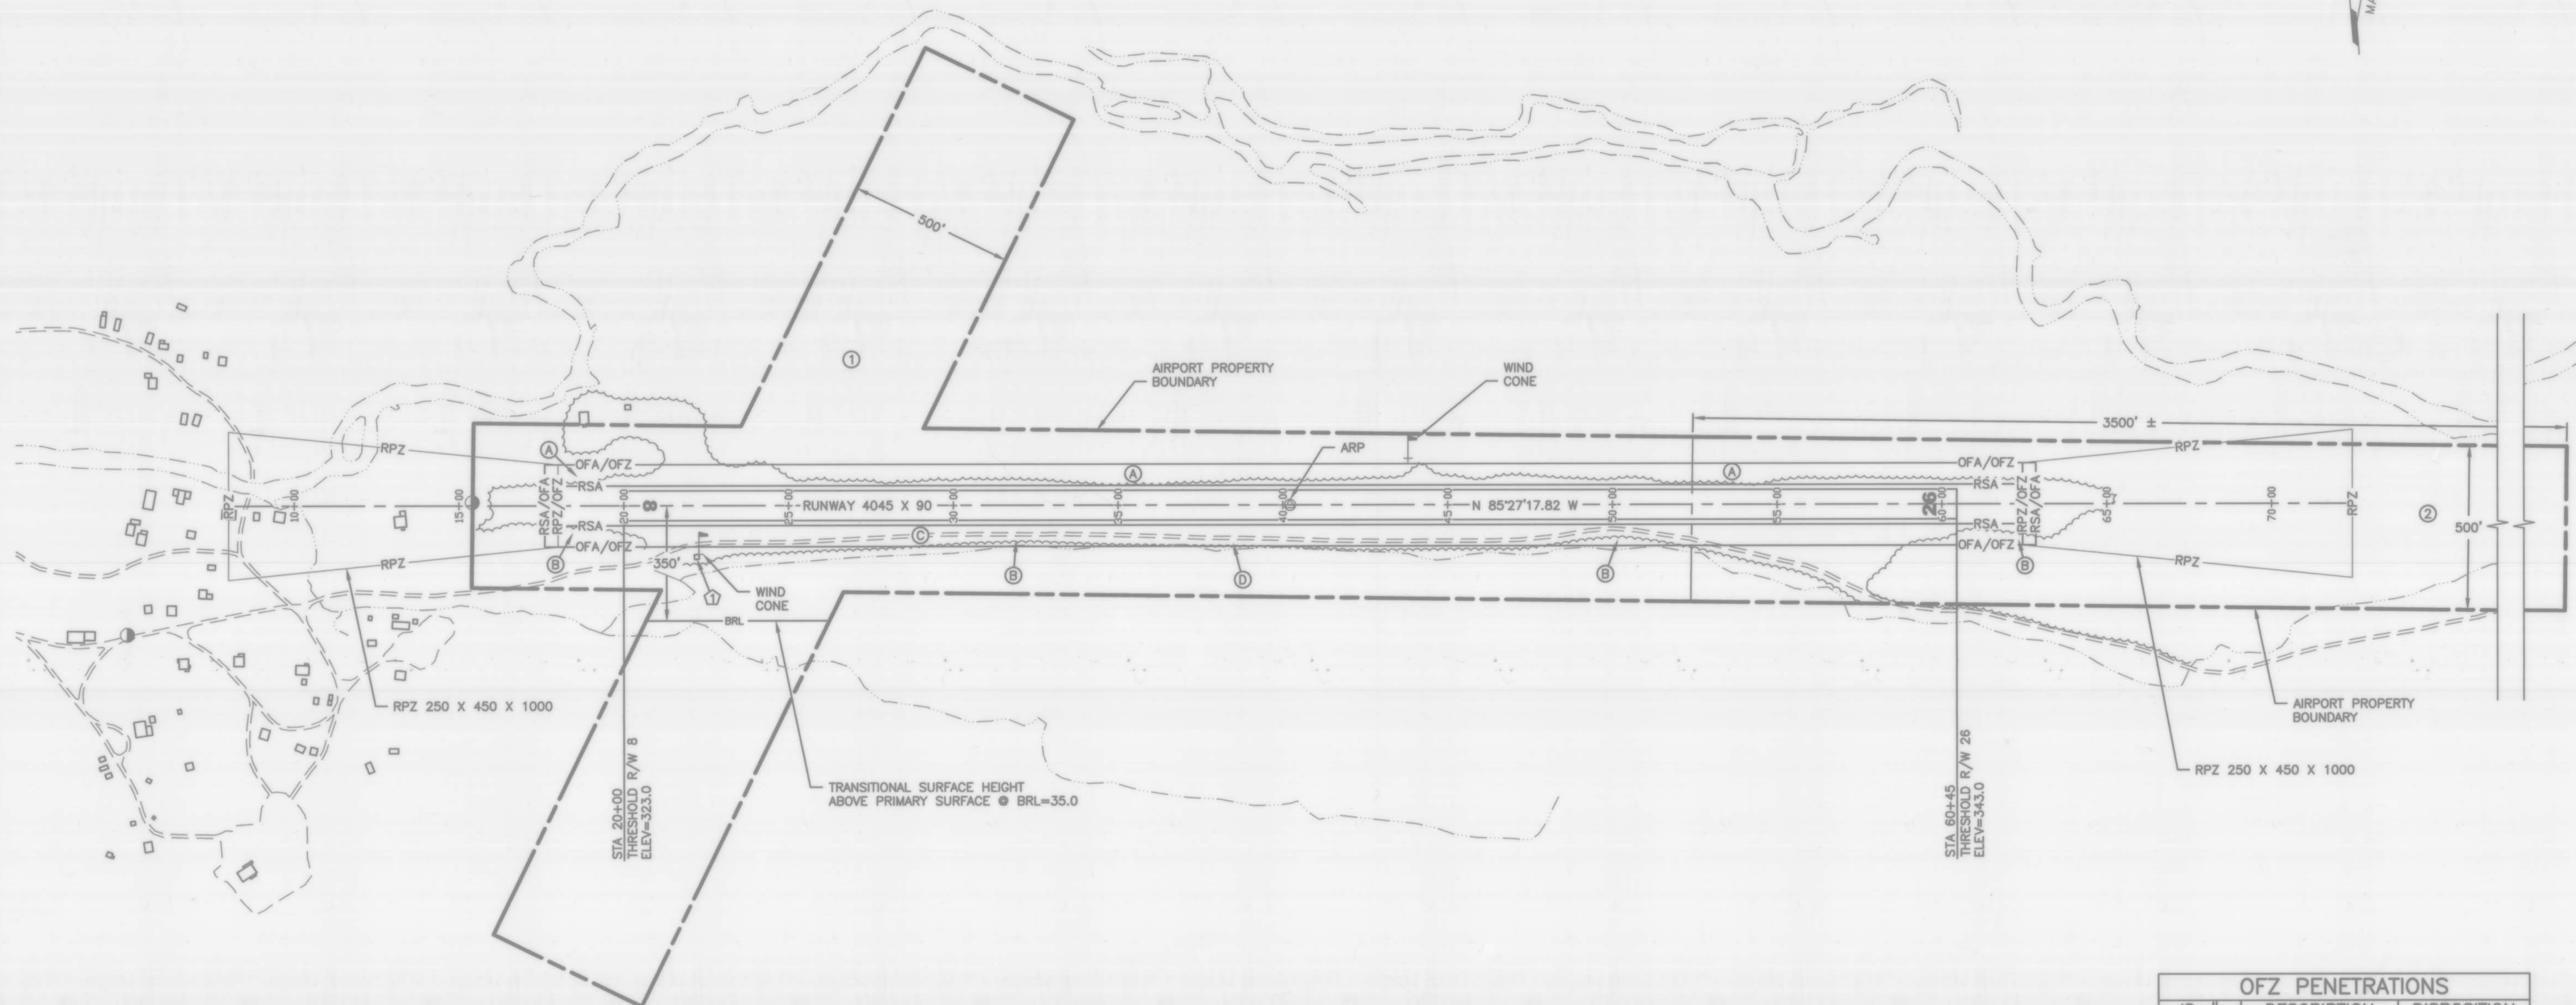 MA
500'
①
AIRPORT PROPERTY
BOUNDARY
WIND
CONE
3500' ±
ARP
RPZ
RPZ
Ⓐ
OFA/OFZ
Ⓐ
Ⓐ
OFA/OFZ
RSA
RSA
RPZ
10+00
15+00
RSA/OFA
RPZ/OFZ
20+00
8
25+00
RUNWAY 4045 X 90
30+00
35+00
40+00
45+00
N 85°27'17.82 W
50+00
55+00
26
60+00
RPZ/OFZ
RSA/OFA
65+00
70+00
RPZ
②
500'
RSA
RSA
OFA/OFZ
Ⓒ
OFA/OFZ
RPZ
Ⓑ
350'
Ⓑ
Ⓓ
Ⓑ
Ⓑ
RPZ
1
WIND
CONE
BRL
RPZ 250 X 450 X 1000
AIRPORT PROPERTY
BOUNDARY
STA 20+00
THRESHOLD R/W 8
ELEV=323.0
TRANSITIONAL SURFACE HEIGHT
ABOVE PRIMARY SURFACE @ BRL=35.0
STA 60+45
THRESHOLD R/W 26
ELEV=343.0
RPZ 250 X 450 X 1000
OFZ PENETRATIONS
DESCRIPTION DISPOSITION